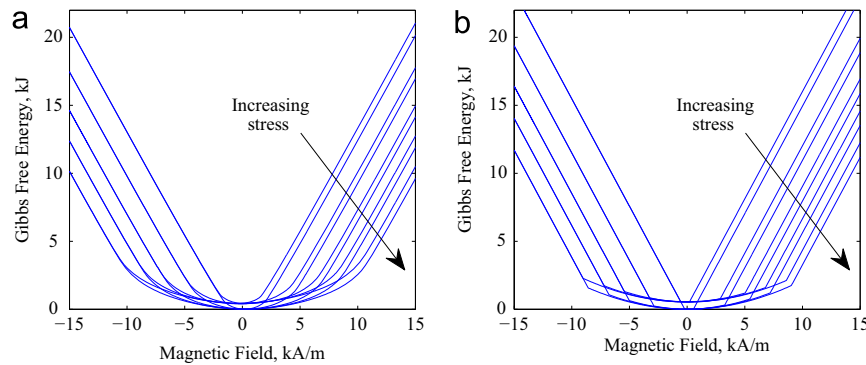 a
20
15
10
5
0
Gibbs Free Energy, kJ
Increasing
stress
−15 −10 −5 0 5 10 15
Magnetic Field, kA/m
b
20
15
10
5
0
Gibbs Free Energy, kJ
Increasing
stress
−15 −10 −5 0 5 10 15
Magnetic Field, kA/m